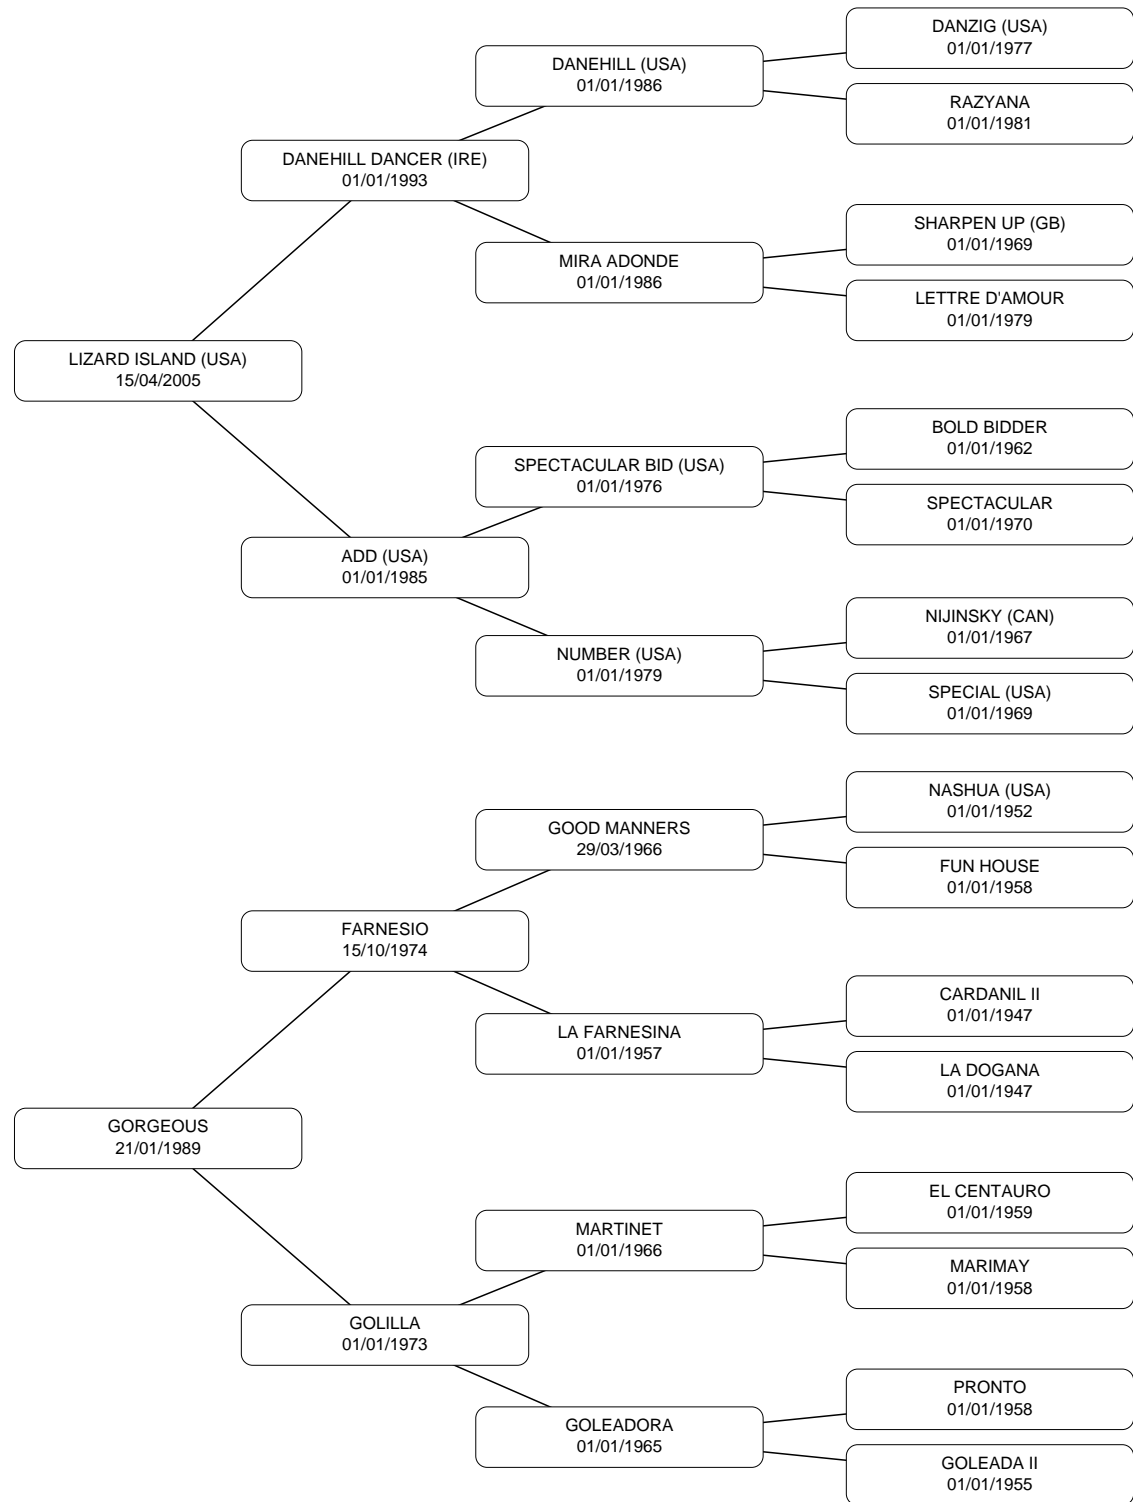 DANZIG (USA)
01/01/1977
DANEHILL (USA)
01/01/1986
RAZYANA
01/01/1981
DANEHILL DANCER (IRE)
01/01/1993
SHARPEN UP (GB)
01/01/1969
MIRA ADONDE
01/01/1986
LETTRE D'AMOUR
01/01/1979
LIZARD ISLAND (USA)
15/04/2005
BOLD BIDDER
01/01/1962
SPECTACULAR BID (USA)
01/01/1976
SPECTACULAR
01/01/1970
ADD (USA)
01/01/1985
NIJINSKY (CAN)
01/01/1967
NUMBER (USA)
01/01/1979
SPECIAL (USA)
01/01/1969
NASHUA (USA)
01/01/1952
GOOD MANNERS
29/03/1966
FUN HOUSE
01/01/1958
FARNESIO
15/10/1974
CARDANIL II
01/01/1947
LA FARNESINA
01/01/1957
LA DOGANA
01/01/1947
GORGEOUS
21/01/1989
EL CENTAURO
01/01/1959
MARTINET
01/01/1966
MARIMAY
01/01/1958
GOLILLA
01/01/1973
PRONTO
01/01/1958
GOLEADORA
01/01/1965
GOLEADA II
01/01/1955